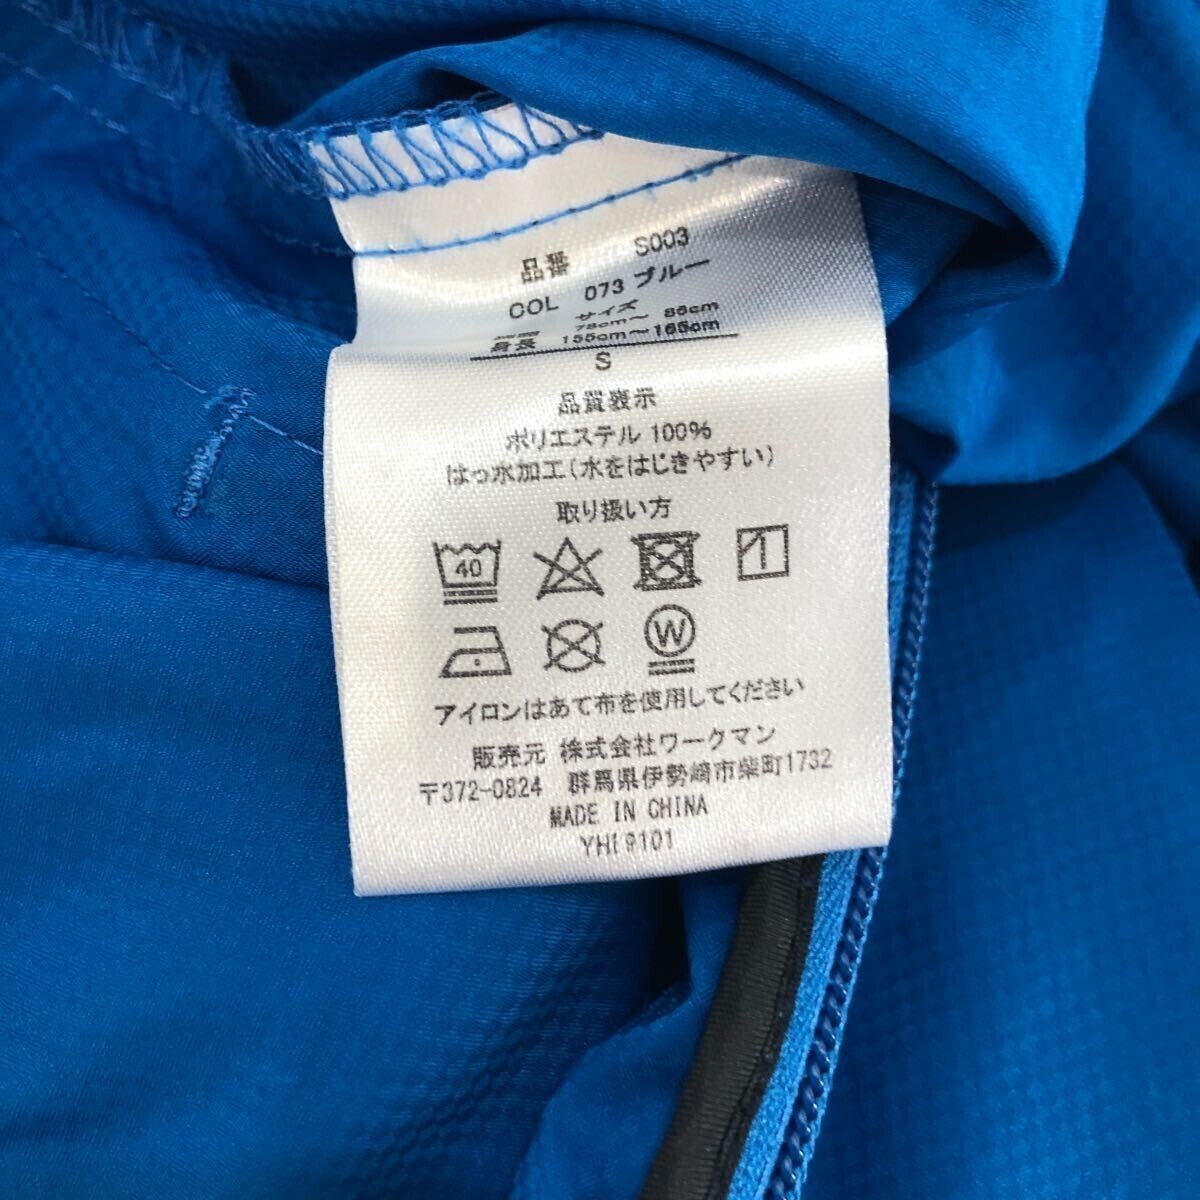 品番 S003
COL 073 ブルー
サイズ
78cm～ 86cm
身長 155cm～165cm
S
品質表示
ポリエステル 100%
はっ水加工(水をはじきやすい)
取り扱い方
40
W
アイロンはあて布を使用してください
販売元 株式会社ワークマン
〒372-0824 群馬県伊勢崎市柴町1732
MADE IN CHINA